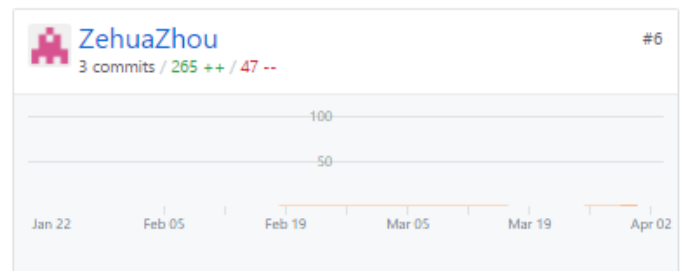 ZehuaZhou #6
3 commits / 265 ++ / 47 --
100
50
Jan 22 Feb 05 Feb 19 Mar 05 Mar 19 Apr 02